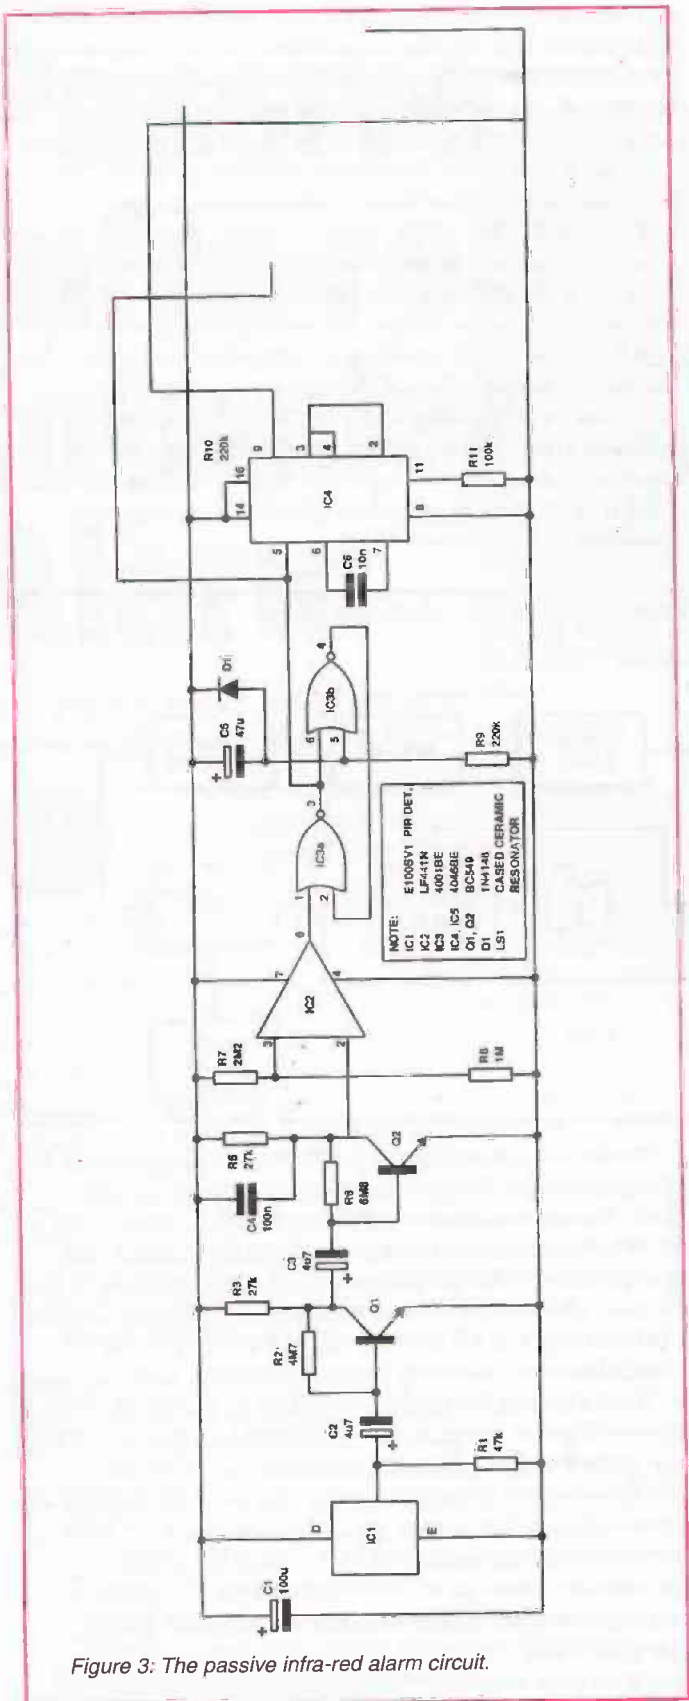 C1
100u
+
IC1
D
E
R1
47k
C2
4u7
+
R2
4M7
R3
27k
Q1
C3
4u7
+
C4
100n
R5
27k
R6
6M8
Q2
R7
2M2
R8
1M
3
2
7
4
6
IC2
1
2
3
IC3a
C5
47u
+
D1
6
5
4
IC3b
R9
220k
NOTE:
IC1 E100SV1 PIR DET.
IC2 LF441N
IC3 4001BE
IC4, IC5 4046BE
Q1, Q2 BC549
D1 1N4148
LS1 CASED CERAMIC
RESONATOR
R10
220k
14
16
9
5
6
7
3
4
2
11
8
IC4
C6
10n
R11
100k
Figure 3: The passive infra-red alarm circuit.